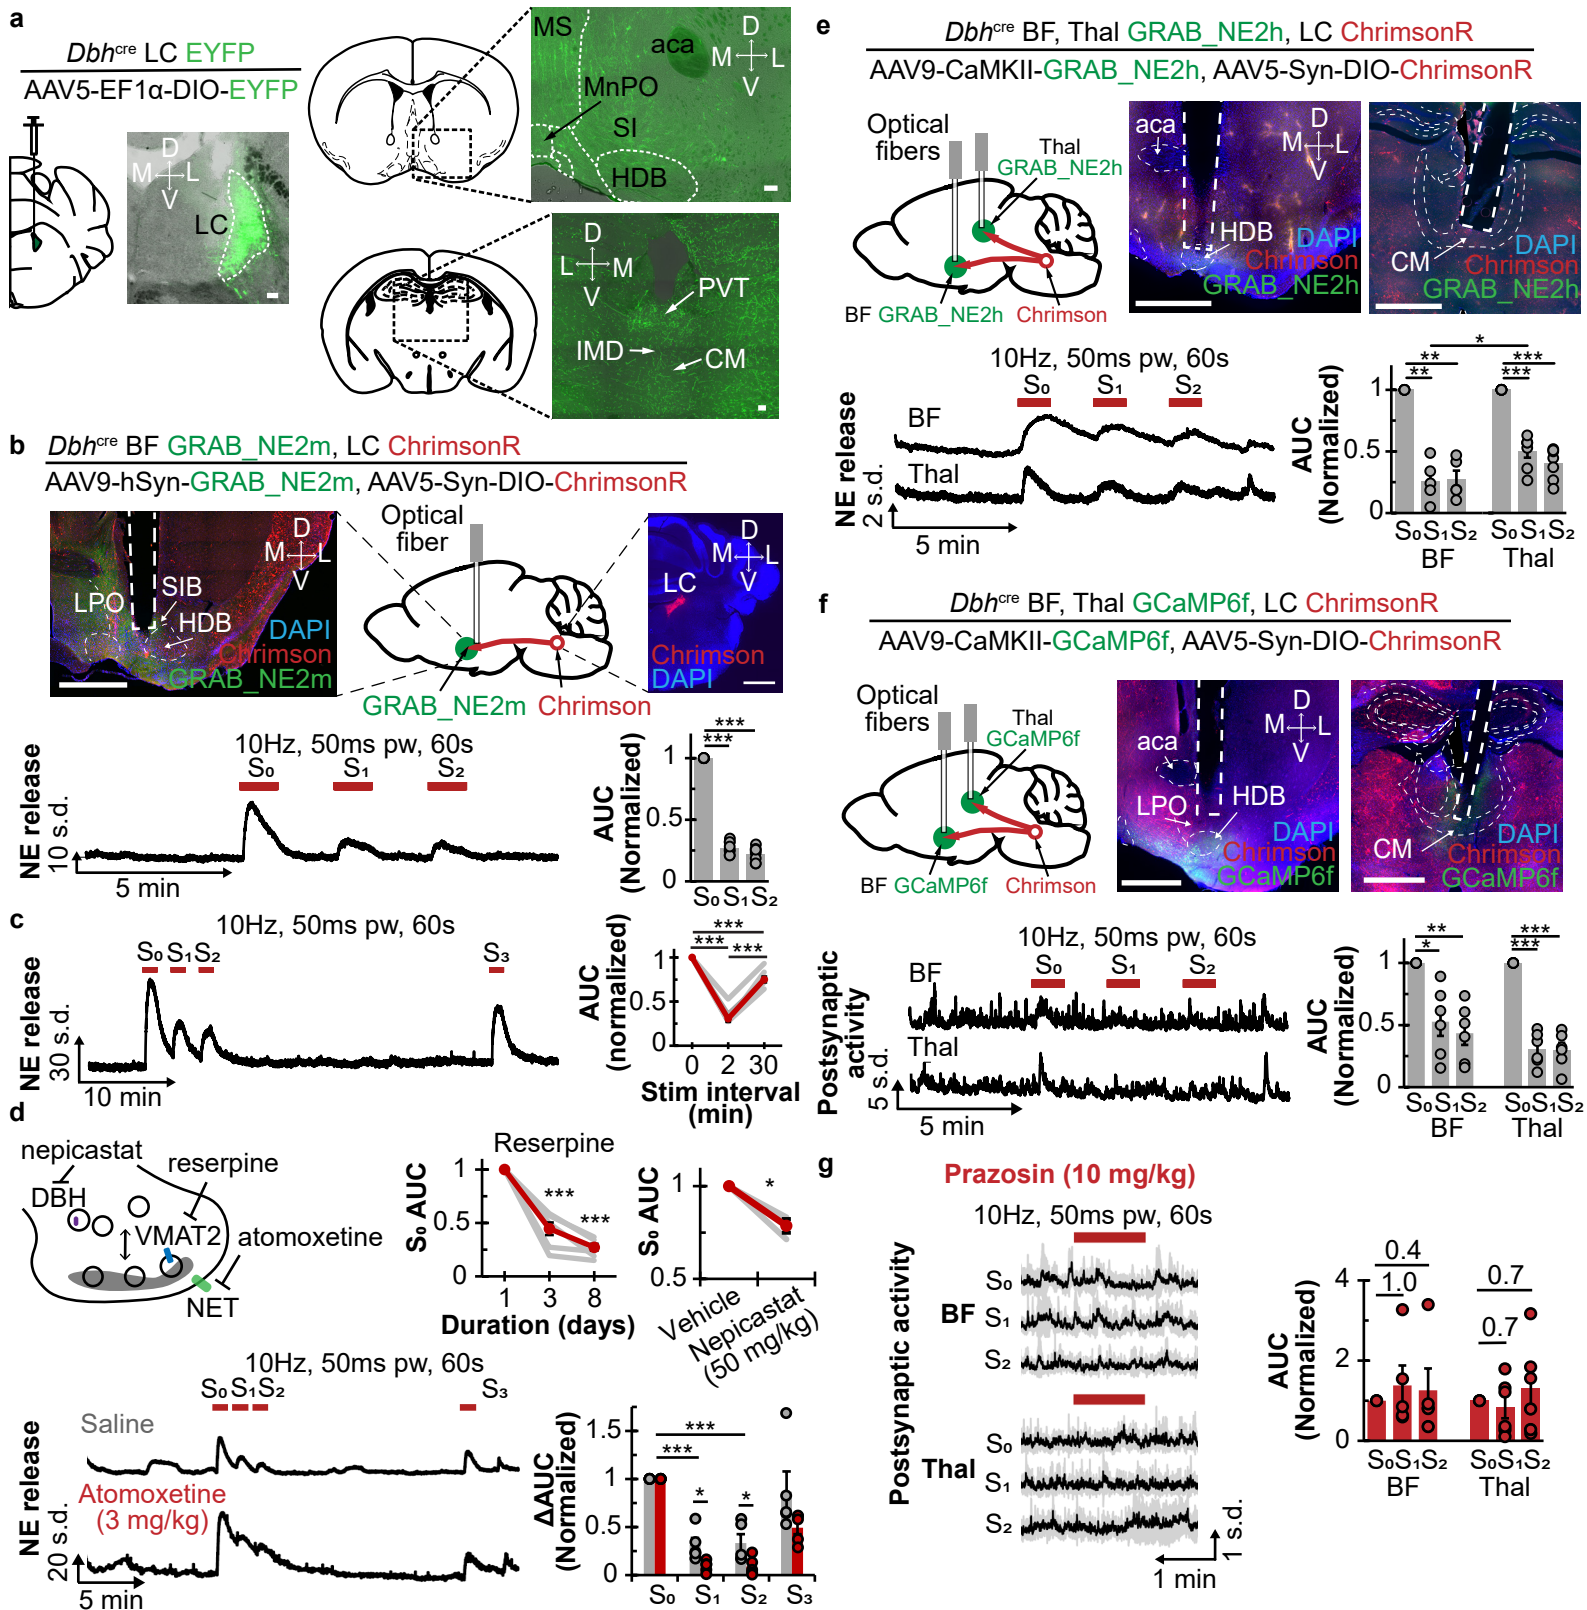 a
Dbhcre LC EYFP
AAV5-EF1α-DIO-EYFP
D
M L
V
LC
MS
aca
D
M L
V
MnPO
SI
HDB
D
L M
V
PVT
IMD
CM
b
Dbhcre BF GRAB_NE2m, LC ChrimsonR
AAV9-hSyn-GRAB_NE2m, AAV5-Syn-DIO-ChrimsonR
D
M L
V
SIB
LPO
HDB
DAPI
Chrimson
GRAB_NE2m
Optical
fiber
GRAB_NE2m Chrimson
D
M L
V
LC
Chrimson
DAPI
10Hz, 50ms pw, 60s
S₀ S₁ S₂
NE release
10 s.d.
5 min
AUC
(Normalized)
***
***
1
0.5
0
S₀ S₁ S₂
c
10Hz, 50ms pw, 60s
S₀ S₁ S₂ S₃
NE release
30 s.d.
10 min
AUC
(normalized)
***
*** ***
1
0.5
0
0 2 30
Stim interval
(min)
d
nepicastat
reserpine
DBH
VMAT2
atomoxetine
NET
Reserpine
S₀ AUC
1
0.5
0
***
***
1 3 8
Duration (days)
S₀ AUC
1
0.5
*
Vehicle
Nepicastat
(50 mg/kg)
10Hz, 50ms pw, 60s
S₀ S₁ S₂ S₃
Saline
Atomoxetine
(3 mg/kg)
NE release
20 s.d.
5 min
ΔAUC
(Normalized)
1.5
1
0.5
0
***
***
* *
S₀ S₁ S₂ S₃
e
Dbhcre BF, Thal GRAB_NE2h, LC ChrimsonR
AAV9-CaMKII-GRAB_NE2h, AAV5-Syn-DIO-ChrimsonR
Optical
fibers
Thal
GRAB_NE2h
BF GRAB_NE2h Chrimson
aca
D
M L
V
HDB
DAPI
Chrimson
GRAB_NE2h
CM
DAPI
Chrimson
GRAB_NE2h
10Hz, 50ms pw, 60s
S₀ S₁ S₂
BF
Thal
NE release
2 s.d.
5 min
AUC
(Normalized)
*
** ***
** ***
1
0.5
0
S₀S₁S₂ S₀S₁S₂
BF Thal
f
Dbhcre BF, Thal GCaMP6f, LC ChrimsonR
AAV9-CaMKII-GCaMP6f, AAV5-Syn-DIO-ChrimsonR
Optical
fibers
Thal
GCaMP6f
BF GCaMP6f Chrimson
D
M L
V
aca
LPO HDB
DAPI
Chrimson
GCaMP6f
CM
DAPI
Chrimson
GCaMP6f
10Hz, 50ms pw, 60s
S₀ S₁ S₂
BF
Thal
Postsynaptic
activity
5 s.d.
5 min
AUC
(Normalized)
** ***
* ***
1
0.5
0
S₀S₁S₂ S₀S₁S₂
BF Thal
g
Prazosin (10 mg/kg)
10Hz, 50ms pw, 60s
Postsynaptic activity
BF
S₀
S₁
S₂
Thal
S₀
S₁
S₂
1 s.d.
1 min
AUC
(Normalized)
0.4
1.0
0.7
0.7
4
2
0
S₀S₁S₂ S₀S₁S₂
BF Thal